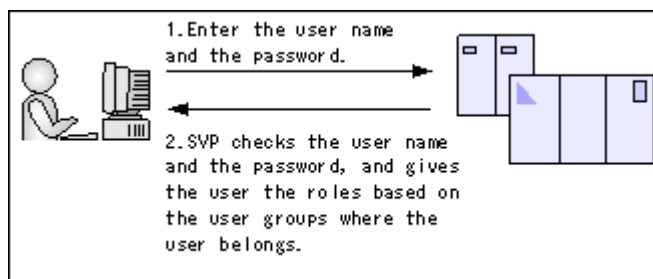 1.Enter the user name
and the password.
2.SVP checks the user name
and the password, and gives
the user the roles based on
the user groups where the
user belongs.